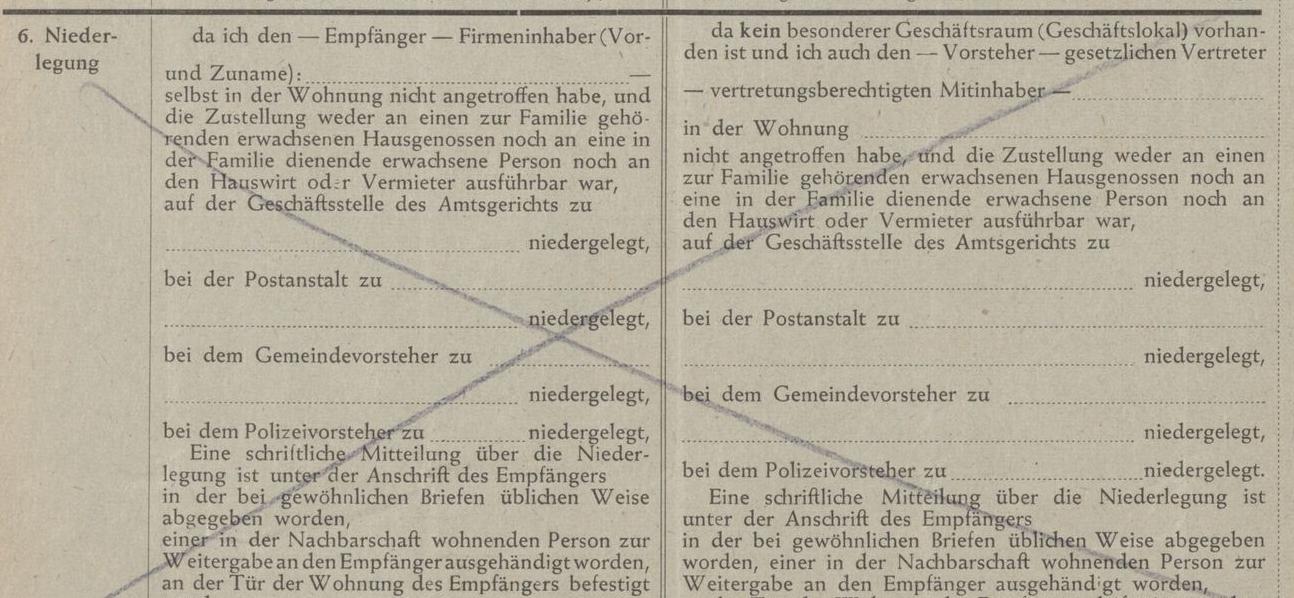 6. Nieder-
legung
da ich den — Empfänger — Firmeninhaber (Vor-
und Zuname): —
selbst in der Wohnung nicht angetroffen habe, und
die Zustellung weder an einen zur Familie gehö-
renden erwachsenen Hausgenossen noch an eine in
der Familie dienende erwachsene Person noch an
den Hauswirt oder Vermieter ausführbar war,
auf der Geschäftsstelle des Amtsgerichts zu
niedergelegt,
bei der Postanstalt zu
niedergelegt,
bei dem Gemeindevorsteher zu
niedergelegt,
bei dem Polizeivorsteher zu niedergelegt,
Eine schriftliche Mitteilung über die Nieder-
legung ist unter der Anschrift des Empfängers
in der bei gewöhnlichen Briefen üblichen Weise
abgegeben worden,
einer in der Nachbarschaft wohnenden Person zur
Weitergabe an den Empfänger ausgehändigt worden,
an der Tür der Wohnung des Empfängers befestigt
da kein besonderer Geschäftsraum (Geschäftslokal) vorhan-
den ist und ich auch den — Vorsteher — gesetzlichen Vertreter
— vertretungsberechtigten Mitinhaber —
in der Wohnung
nicht angetroffen habe, und die Zustellung weder an einen
zur Familie gehörenden erwachsenen Hausgenossen noch an
eine in der Familie dienende erwachsene Person noch an
den Hauswirt oder Vermieter ausführbar war,
auf der Geschäftsstelle des Amtsgerichts zu
niedergelegt,
bei der Postanstalt zu
niedergelegt,
bei dem Gemeindevorsteher zu
niedergelegt,
bei dem Polizeivorsteher zu niedergelegt.
Eine schriftliche Mitteilung über die Niederlegung ist
unter der Anschrift des Empfängers
in der bei gewöhnlichen Briefen üblichen Weise abgegeben
worden, einer in der Nachbarschaft wohnenden Person zur
Weitergabe an den Empfänger ausgehändigt worden,